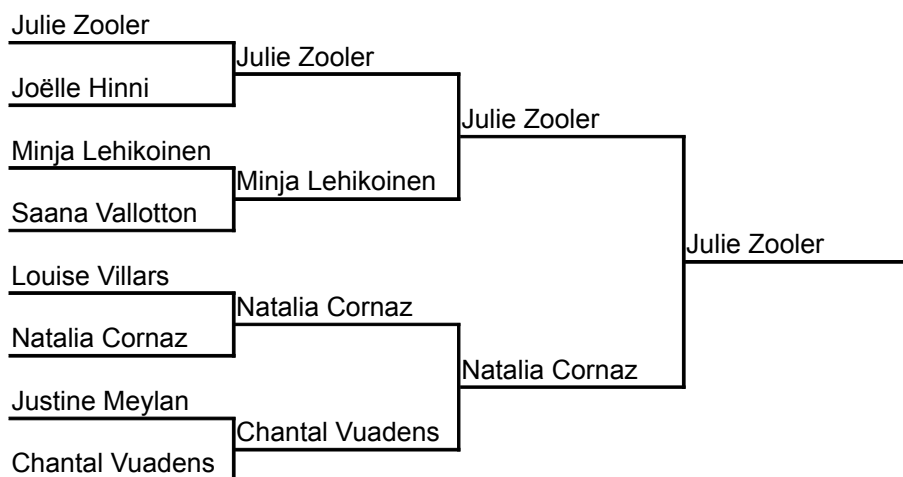 Julie Zooler
Joëlle Hinni
Minja Lehikoinen
Saana Vallotton
Louise Villars
Natalia Cornaz
Justine Meylan
Chantal Vuadens
Julie Zooler
Minja Lehikoinen
Natalia Cornaz
Chantal Vuadens
Julie Zooler
Natalia Cornaz
Julie Zooler